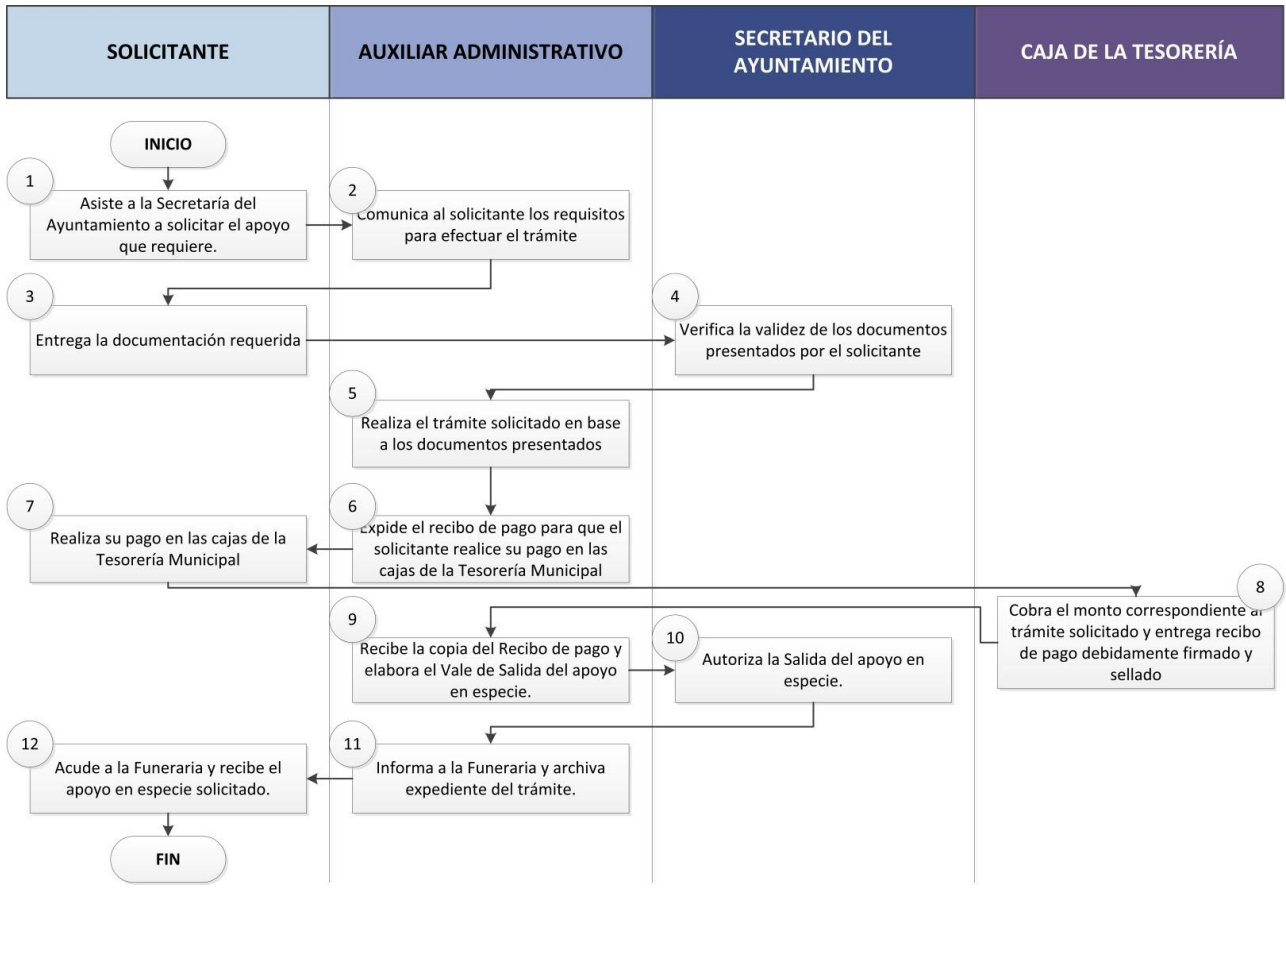 SOLICITANTE
AUXILIAR ADMINISTRATIVO
SECRETARIO DEL
AYUNTAMIENTO
CAJA DE LA TESORERÍA
INICIO
1
Asiste a la Secretaría del
Ayuntamiento a solicitar el apoyo
que requiere.
2
Comunica al solicitante los requisitos
para efectuar el trámite
3
Entrega la documentación requerida
4
Verifica la validez de los documentos
presentados por el solicitante
5
Realiza el trámite solicitado en base
a los documentos presentados
6
Expide el recibo de pago para que el
solicitante realice su pago en las
cajas de la Tesorería Municipal
7
Realiza su pago en las cajas de la
Tesorería Municipal
8
Cobra el monto correspondiente al
trámite solicitado y entrega recibo
de pago debidamente firmado y
sellado
9
Recibe la copia del Recibo de pago y
elabora el Vale de Salida del apoyo
en especie.
10
Autoriza la Salida del apoyo en
especie.
11
Informa a la Funeraria y archiva
expediente del trámite.
12
Acude a la Funeraria y recibe el
apoyo en especie solicitado.
FIN